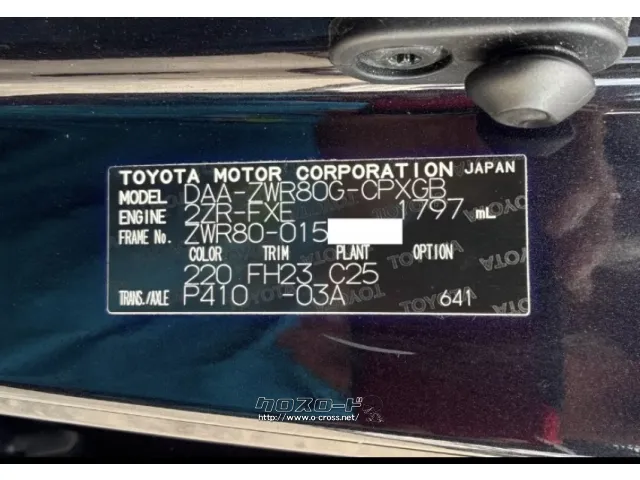 TOYOTA MOTOR CORPORATION JAPAN
MODEL DAA-ZWR80G-CPXGB
ENGINE 2ZR-FXE 1797 mL
FRAME No. ZWR80-015
COLOR TRIM PLANT OPTION
220 FH23 C25
TRANS./AXLE P410 -03A 641
クロスロード
http://www.o-cross.net/